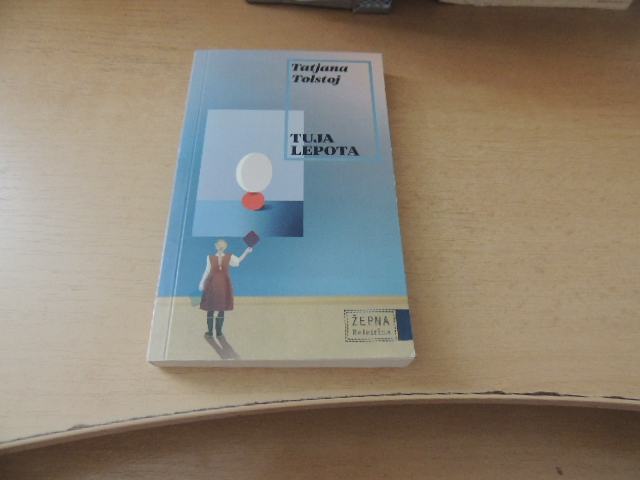 Tatjana
Tolstoj
TUJA
LEPOTA
ŽEPNA
Beletrina